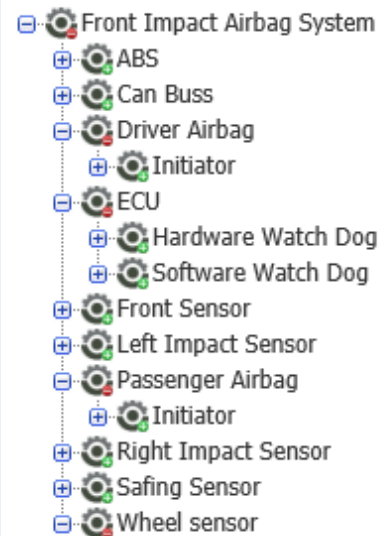 Front Impact Airbag System
ABS
Can Buss
Driver Airbag
Initiator
ECU
Hardware Watch Dog
Software Watch Dog
Front Sensor
Left Impact Sensor
Passenger Airbag
Initiator
Right Impact Sensor
Safing Sensor
Wheel sensor